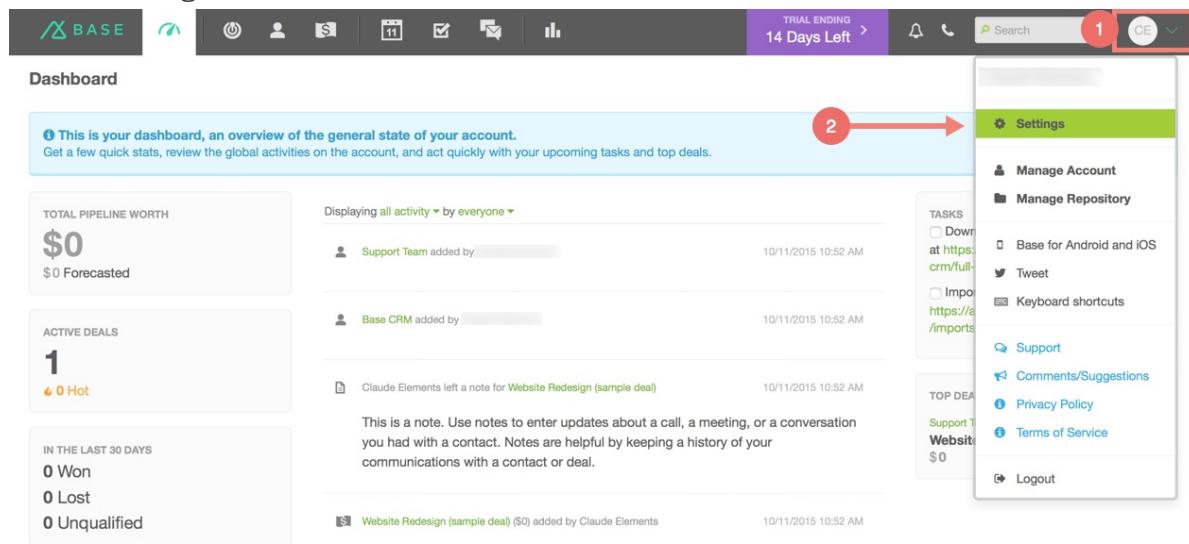 BASE
11
TRIAL ENDING
14 Days Left
Search
1
CE
Dashboard
This is your dashboard, an overview of the general state of your account.
Get a few quick stats, review the global activities on the account, and act quickly with your upcoming tasks and top deals.
2
Settings
Manage Account
Manage Repository
Base for Android and iOS
Tweet
Keyboard shortcuts
Support
Comments/Suggestions
Privacy Policy
Terms of Service
Logout
TOTAL PIPELINE WORTH
$0
$0 Forecasted
ACTIVE DEALS
1
0 Hot
IN THE LAST 30 DAYS
0 Won
0 Lost
0 Unqualified
Displaying all activity by everyone
Support Team added by
10/11/2015 10:52 AM
Base CRM added by
10/11/2015 10:52 AM
Claude Elements left a note for Website Redesign (sample deal)
10/11/2015 10:52 AM
This is a note. Use notes to enter updates about a call, a meeting, or a conversation
you had with a contact. Notes are helpful by keeping a history of your
communications with a contact or deal.
Website Redesign (sample deal) ($0) added by Claude Elements
10/11/2015 10:52 AM
TASKS
at https:
crm/full-
https://a
/imports
TOP DEA
Support T
Website
$0